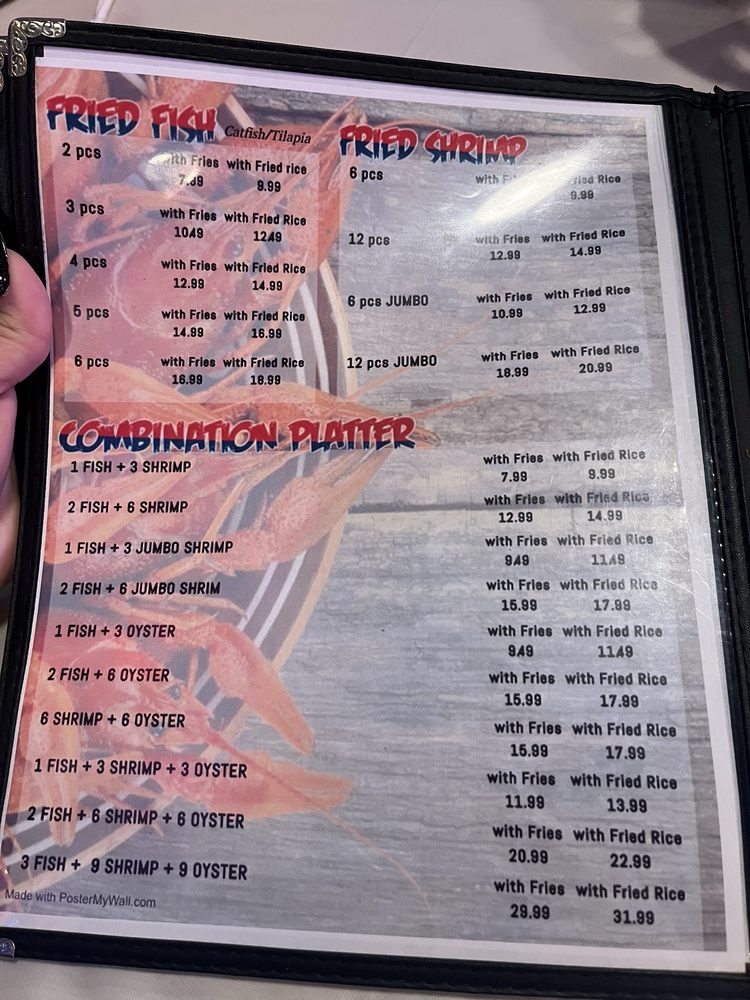 FRIED FISH Catfish/Tilapia
2 pcs
with Fries with Fried rice
7.99 9.99
3 pcs
with Fries with Fried Rice
10.49 12.49
4 pcs
with Fries with Fried Rice
12.99 14.99
5 pcs
with Fries with Fried Rice
14.99 16.99
6 pcs
with Fries with Fried Rice
16.99 18.99
FRIED SHRIMP
6 pcs
with Fried Rice
9.99
12 pcs
with Fries with Fried Rice
12.99 14.99
6 pcs JUMBO
with Fries with Fried Rice
10.99 12.99
12 pcs JUMBO
with Fries with Fried Rice
18.99 20.99
COMBINATION PLATTER
1 FISH + 3 SHRIMP
with Fries with Fried Rice
7.99 9.99
2 FISH + 6 SHRIMP
with Fries with Fried Rice
12.99 14.99
1 FISH + 3 JUMBO SHRIMP
with Fries with Fried Rice
9.49 11.49
2 FISH + 6 JUMBO SHRIM
with Fries with Fried Rice
15.99 17.99
1 FISH + 3 OYSTER
with Fries with Fried Rice
9.49 11.49
2 FISH + 6 OYSTER
with Fries with Fried Rice
15.99 17.99
6 SHRIMP + 6 OYSTER
with Fries with Fried Rice
15.99 17.99
1 FISH + 3 SHRIMP + 3 OYSTER
with Fries with Fried Rice
11.99 13.99
2 FISH + 6 SHRIMP + 6 OYSTER
with Fries with Fried Rice
20.99 22.99
3 FISH + 9 SHRIMP + 9 OYSTER
with Fries with Fried Rice
29.99 31.99
Made with PosterMyWall.com